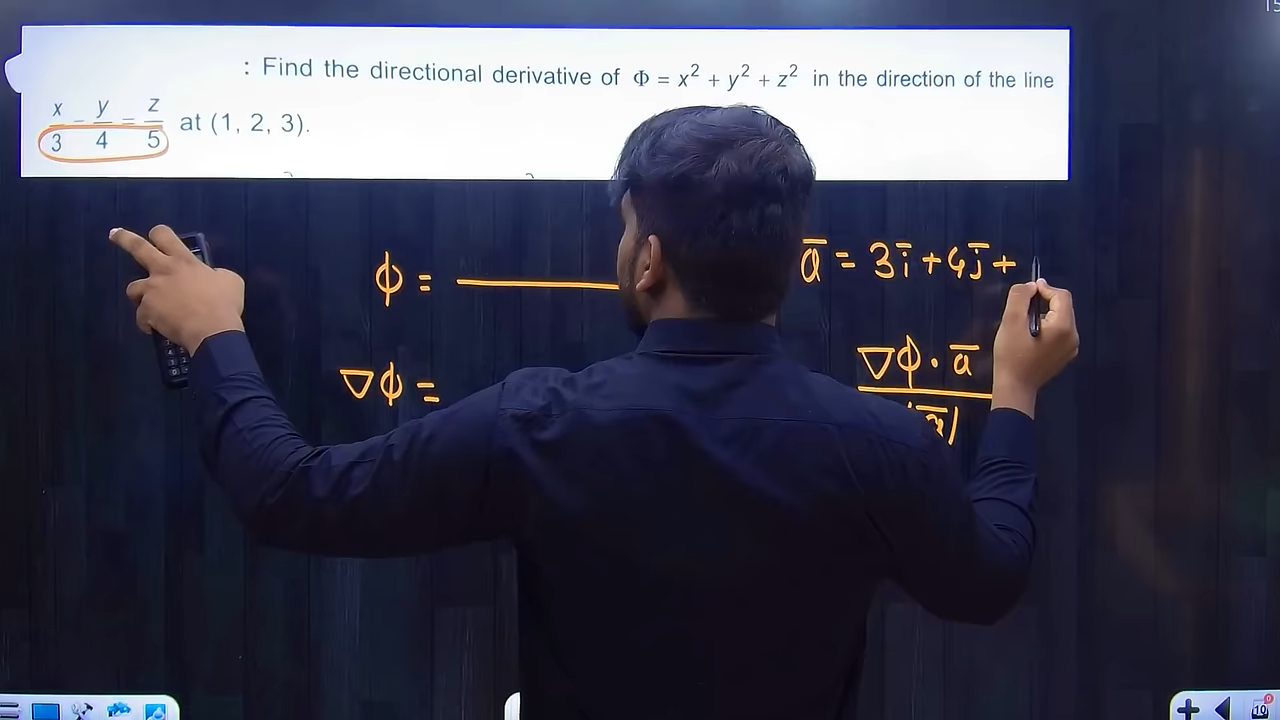 : Find the directional derivative of Φ = x² + y² + z² in the direction of the line
x/3 = y/4 = z/5 at (1, 2, 3).
ϕ =
a̅ = 3i̅ + 4j̅ +
∇ϕ =
∇ϕ · a̅ / |a̅|